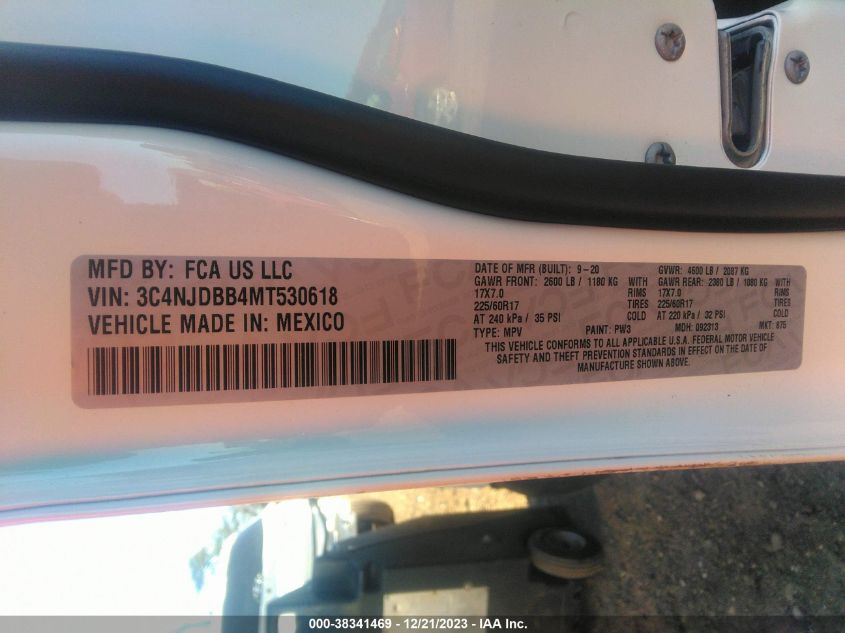 MFD BY: FCA US LLC
VIN: 3C4NJDBB4MT530618
VEHICLE MADE IN: MEXICO
DATE OF MFR (BUILT): 9-20 GVWR: 4600 LB / 2087 KG
GAWR FRONT: 2600 LB / 1180 KG WITH GAWR REAR: 2380 LB / 1080 KG WITH
17X7.0 RIMS 17X7.0 RIMS
225/60R17 TIRES 225/60R17 TIRES
AT 240 kPa / 35 PSI COLD AT 220 kPa / 32 PSI COLD
TYPE: MPV PAINT: PW3 MDH: 092313 MKT: 875
THIS VEHICLE CONFORMS TO ALL APPLICABLE U.S.A. FEDERAL MOTOR VEHICLE
SAFETY AND THEFT PREVENTION STANDARDS IN EFFECT ON THE DATE OF
MANUFACTURE SHOWN ABOVE.
000-38341469 - 12/21/2023 - IAA Inc.